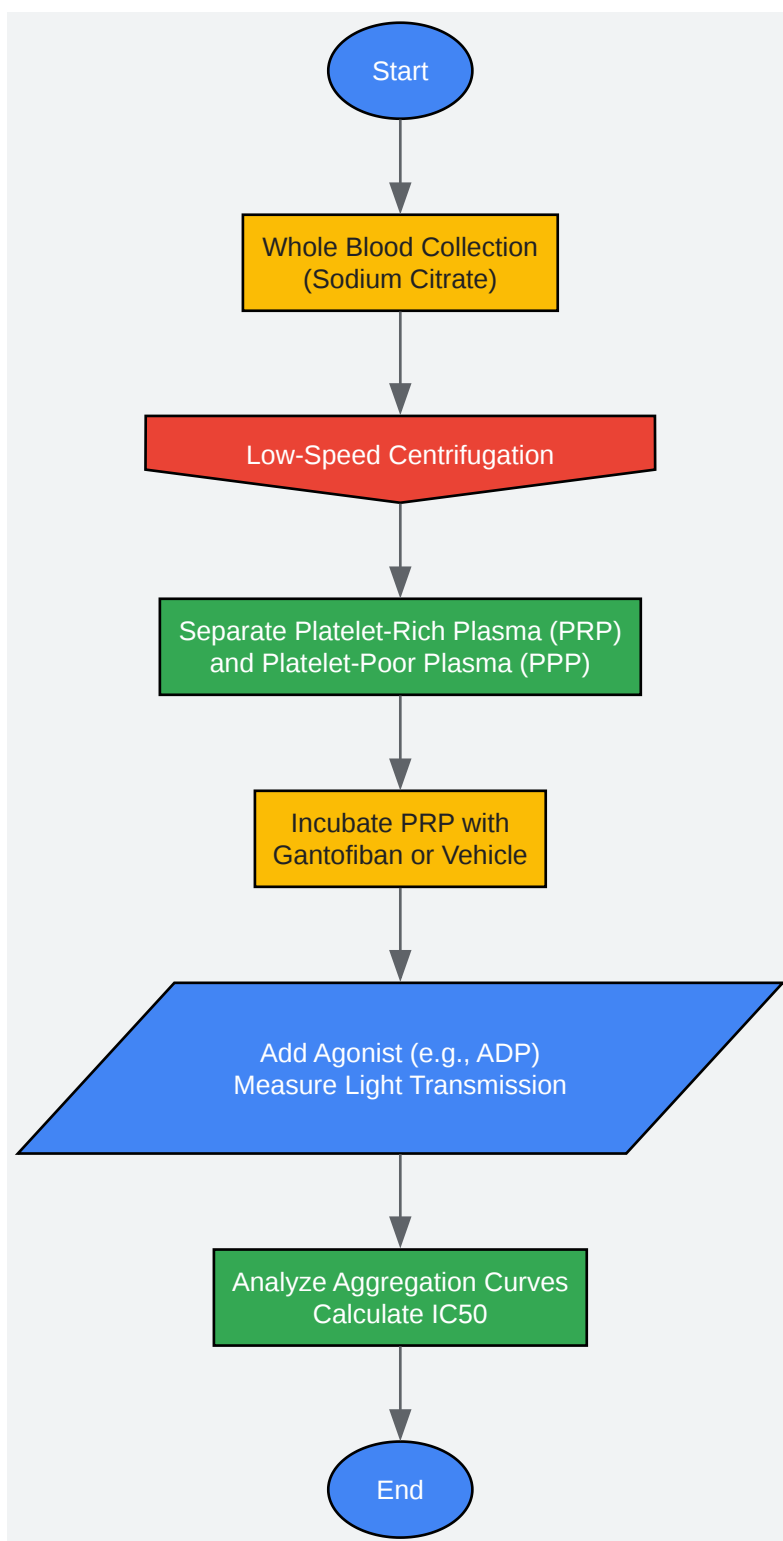 Start
Whole Blood Collection
(Sodium Citrate)
Low-Speed Centrifugation
Separate Platelet-Rich Plasma (PRP)
and Platelet-Poor Plasma (PPP)
Incubate PRP with
Gantofiban or Vehicle
Add Agonist (e.g., ADP)
Measure Light Transmission
Analyze Aggregation Curves
Calculate IC50
End